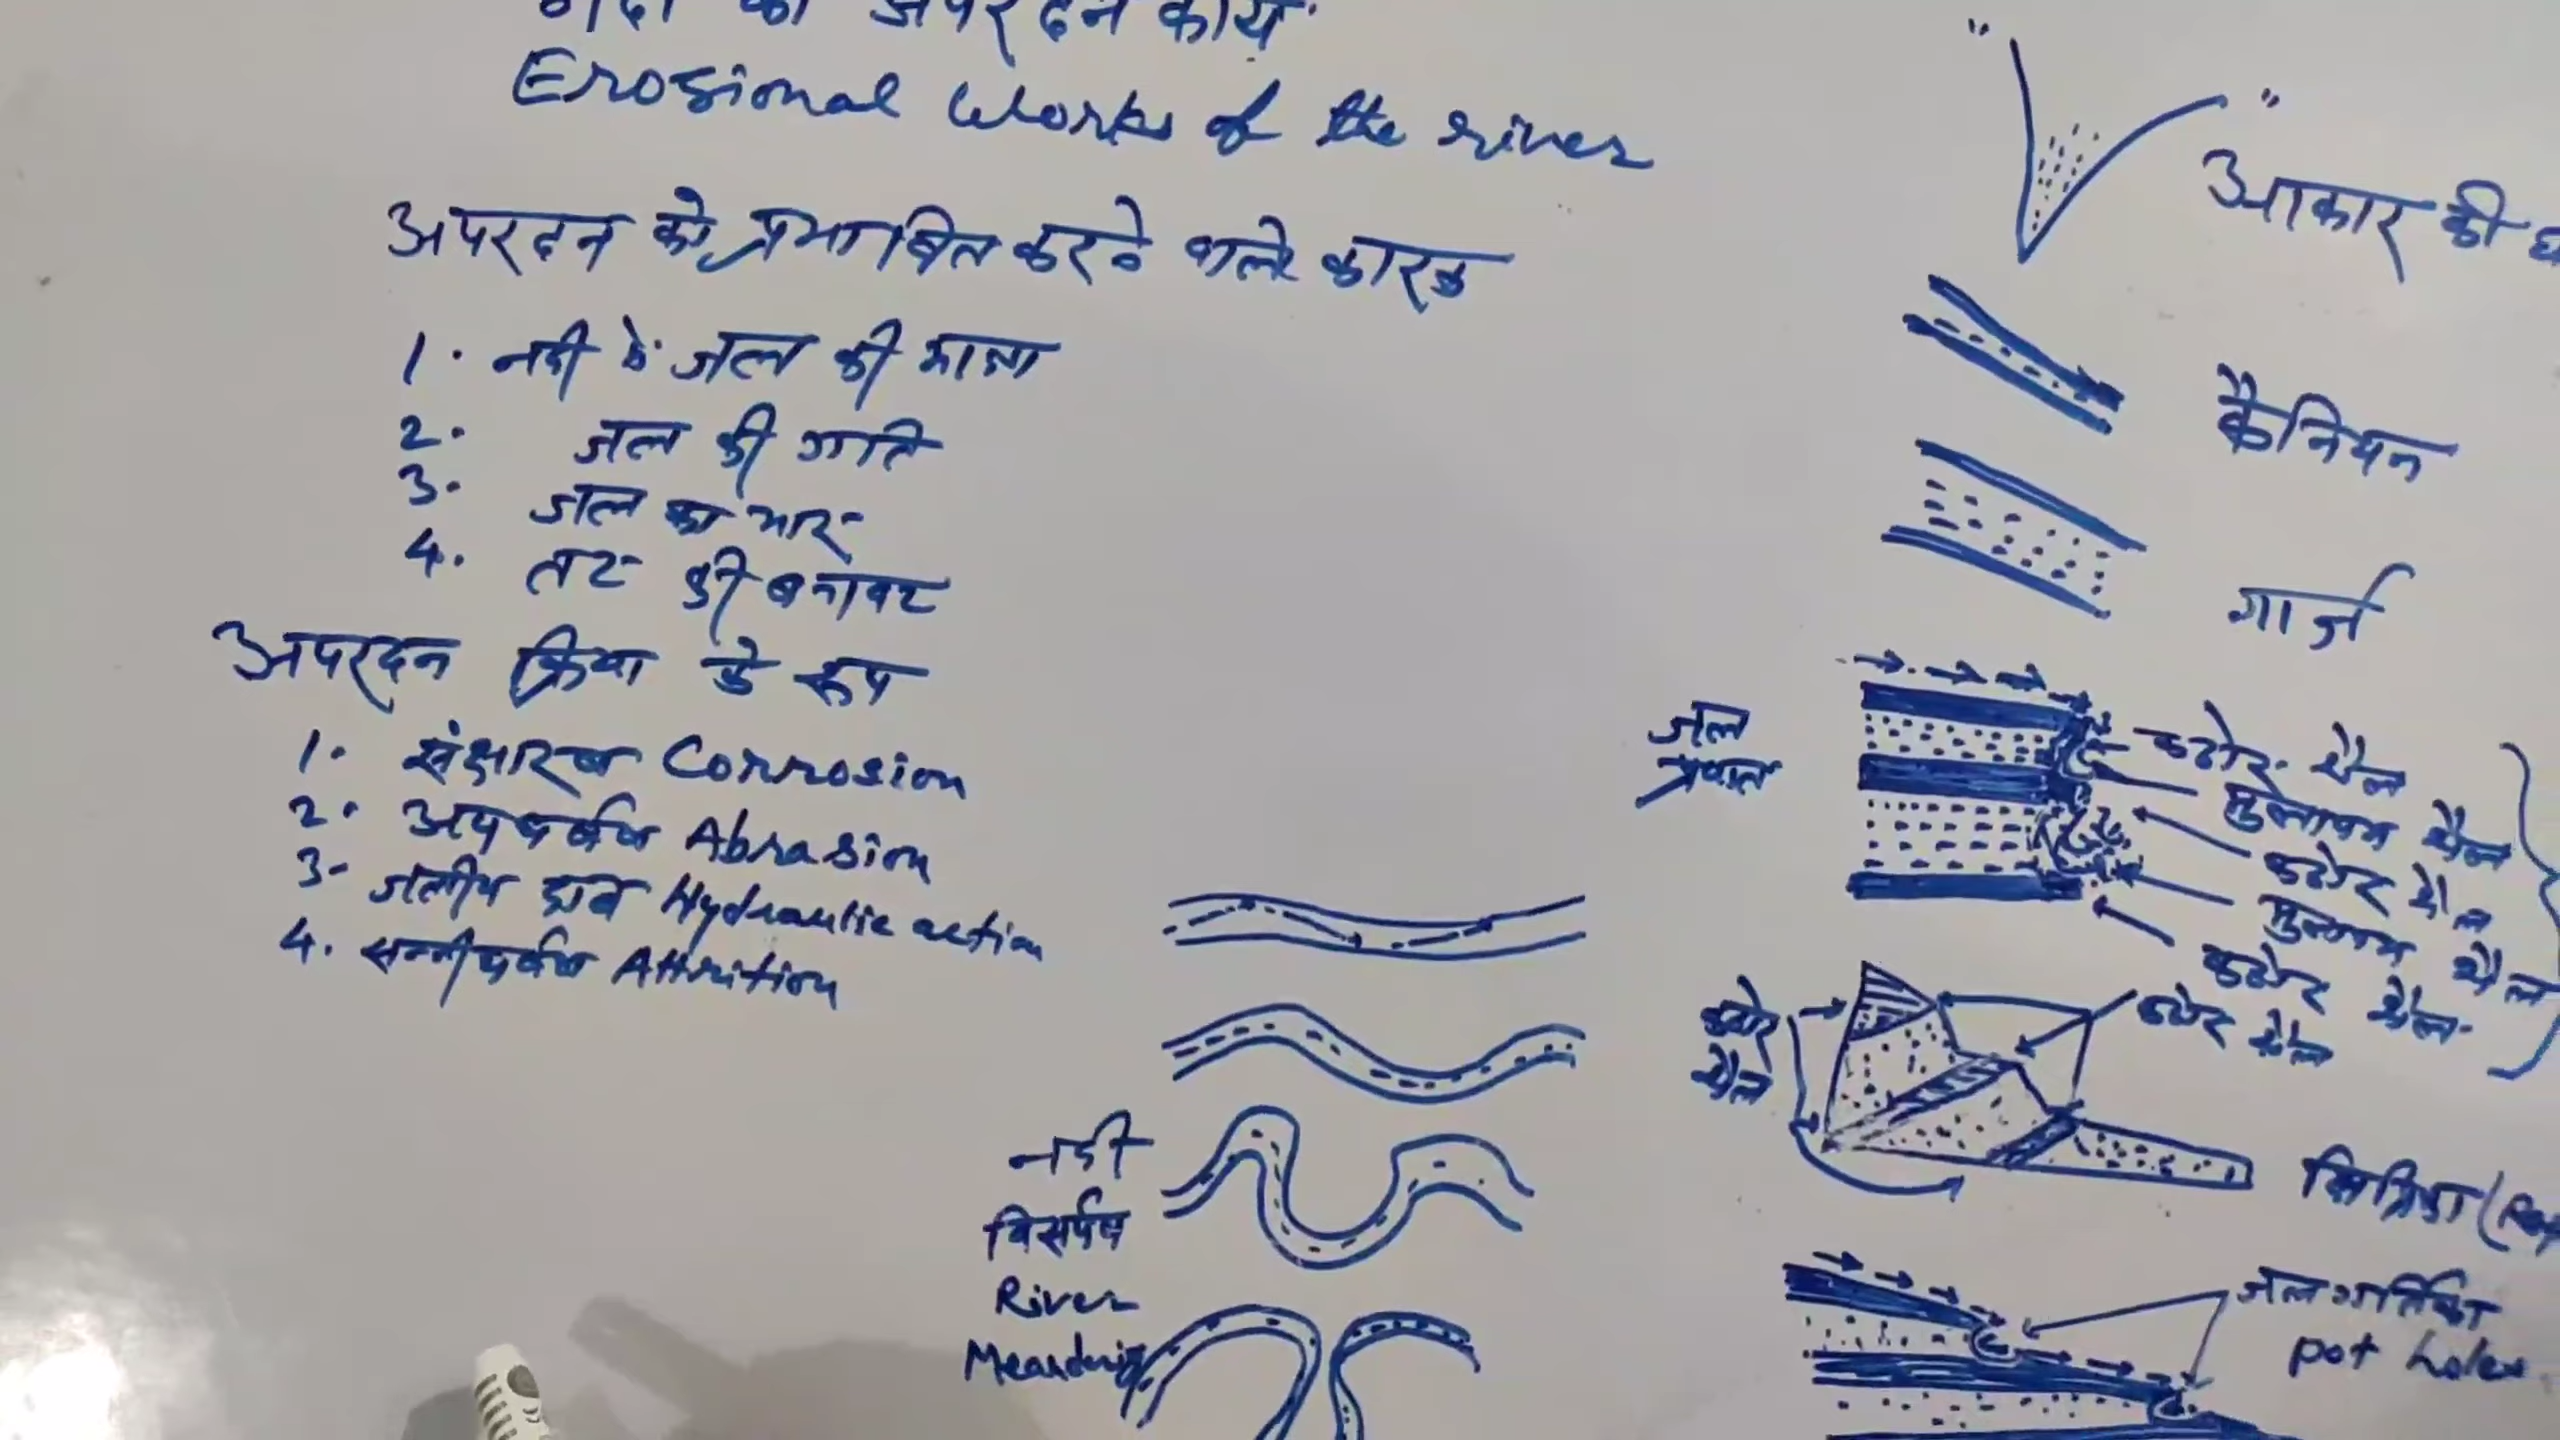 नदी का अपरदन कार्य
Erosional Works of the river
अपरदन को प्रभावित करने वाले कारक
1. नदी के जल की मात्रा
2. जल की गति
3. जल का भार
4. तट की बनावट
अपरदन क्रिया के रूप
1. संक्षारण Corrosion
2. अपघर्षण Abrasion
3- जलीय दाब Hydraulic action
4. सन्नीघर्षण Attrition
नदी
विसर्पण
River
Meandering
" "
आकार की
कैनियन
गार्ज
जल
प्रपात
कठोर शैल
मुलायम शैल
कठोर शैल
मुलायम शैल
कठोर शैल
कठोर
शैल
कठोर शैल
क्षिप्रिका
जलगर्तिका
pot holes